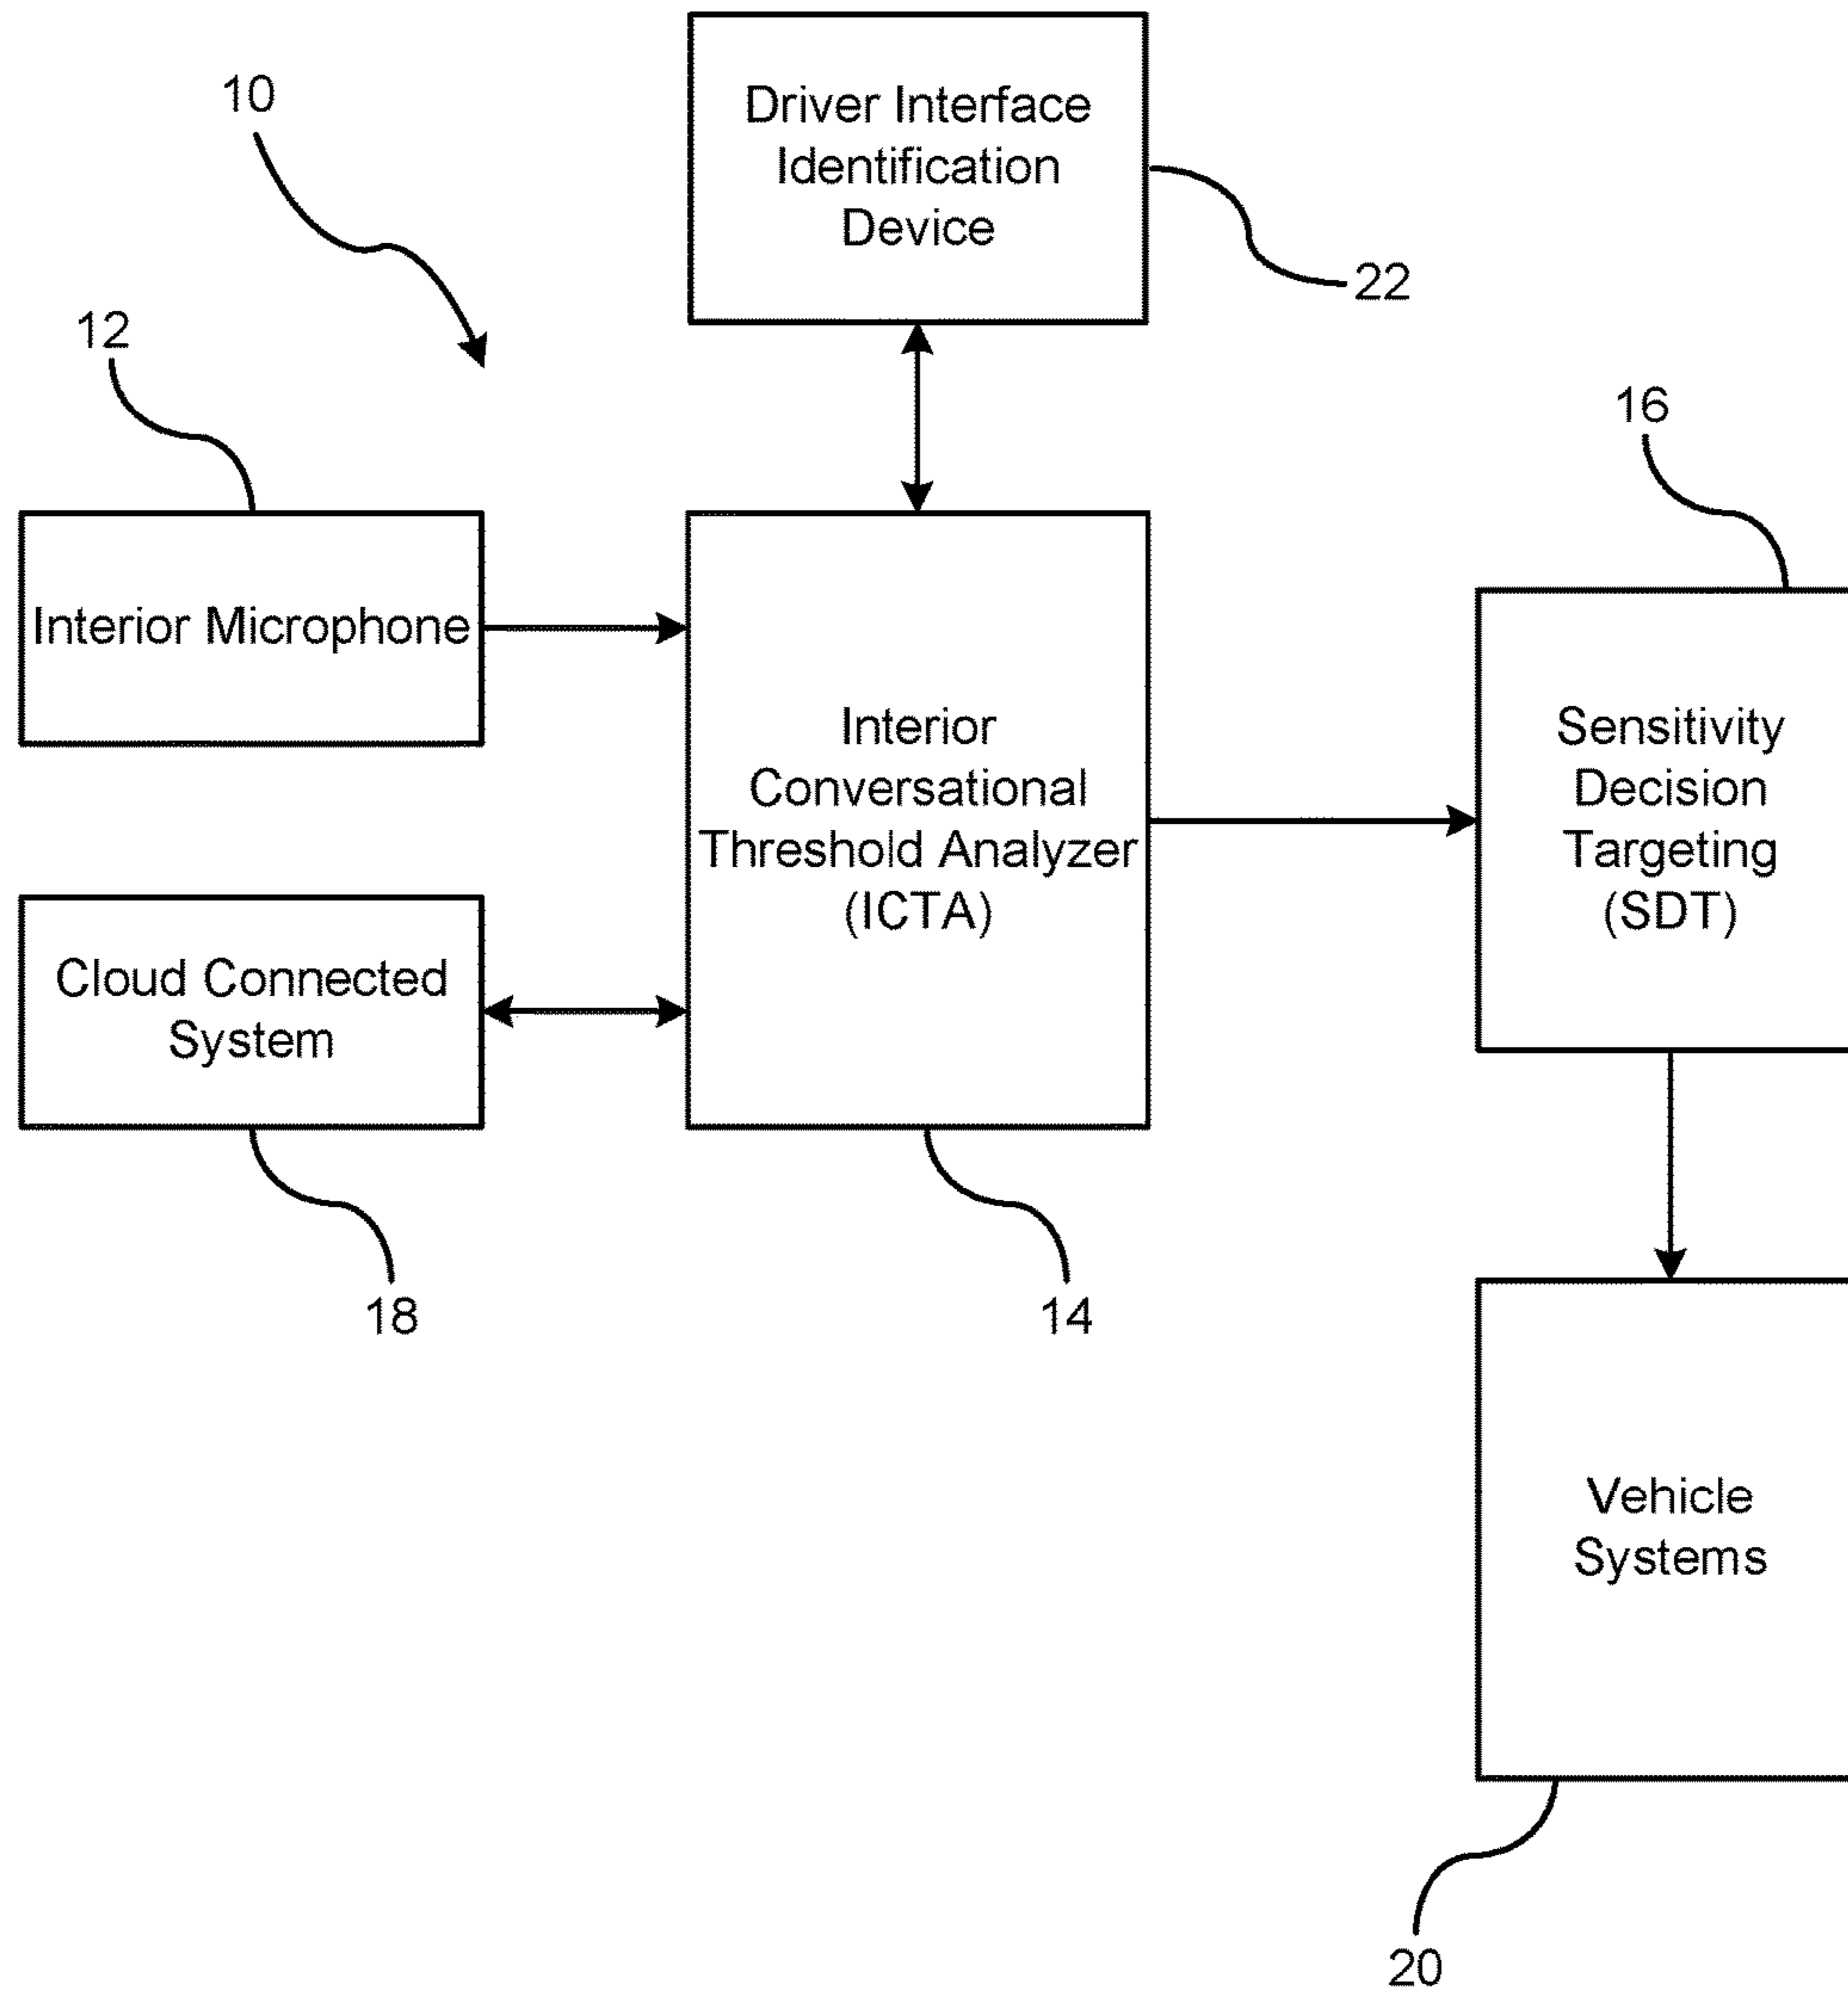 10
Driver Interface
Identification
Device
22
12
16
Interior Microphone
Interior
Conversational
Threshold Analyzer
(ICTA)
Sensitivity
Decision
Targeting
(SDT)
Cloud Connected
System
18
14
Vehicle
Systems
20